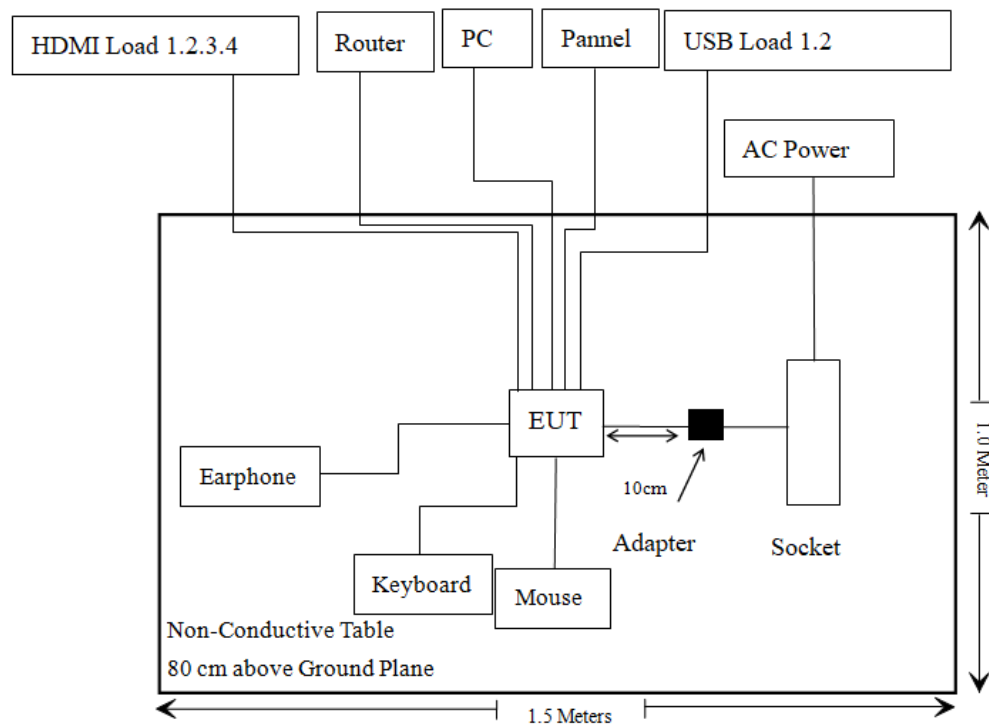 HDMI Load 1.2.3.4
Router
PC
Pannel
USB Load 1.2
AC Power
EUT
Earphone
10cm
Adapter
Socket
Keyboard
Mouse
Non-Conductive Table
80 cm above Ground Plane
1.0 Meter
1.5 Meters